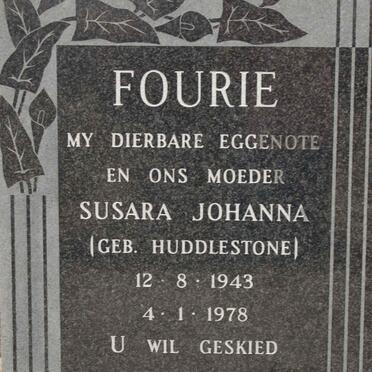 FOURIE
MY DIERBARE EGGENOTE
EN ONS MOEDER
SUSARA JOHANNA
(GEB. HUDDLESTONE)
12 · 8 · 1943
4 · 1 · 1978
U WIL GESKIED